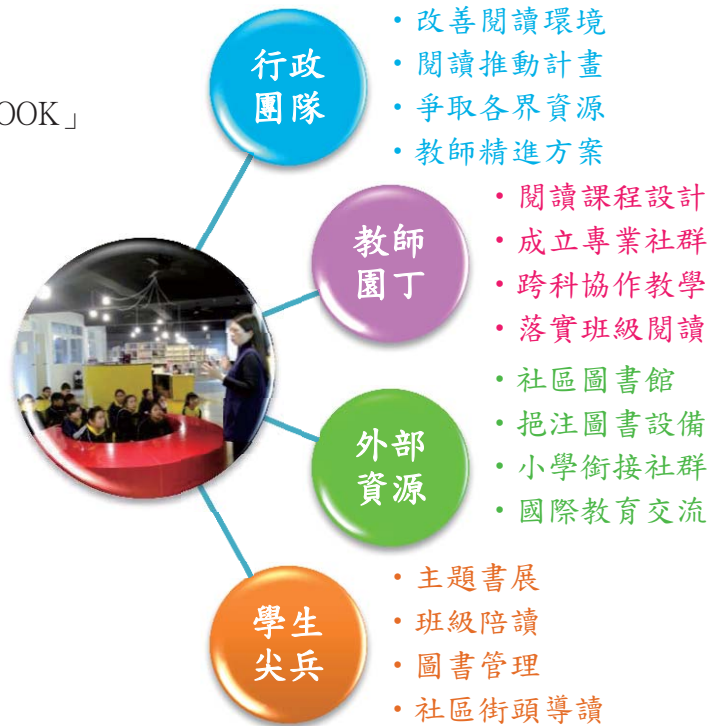 OOK」
行政
團隊
・改善閱讀環境
・閱讀推動計畫
・爭取各界資源
・教師精進方案
教師
園丁
・閱讀課程設計
・成立專業社群
・跨科協作教學
・落實班級閱讀
外部
資源
・社區圖書館
・挹注圖書設備
・小學銜接社群
・國際教育交流
學生
尖兵
・主題書展
・班級陪讀
・圖書管理
・社區街頭導讀